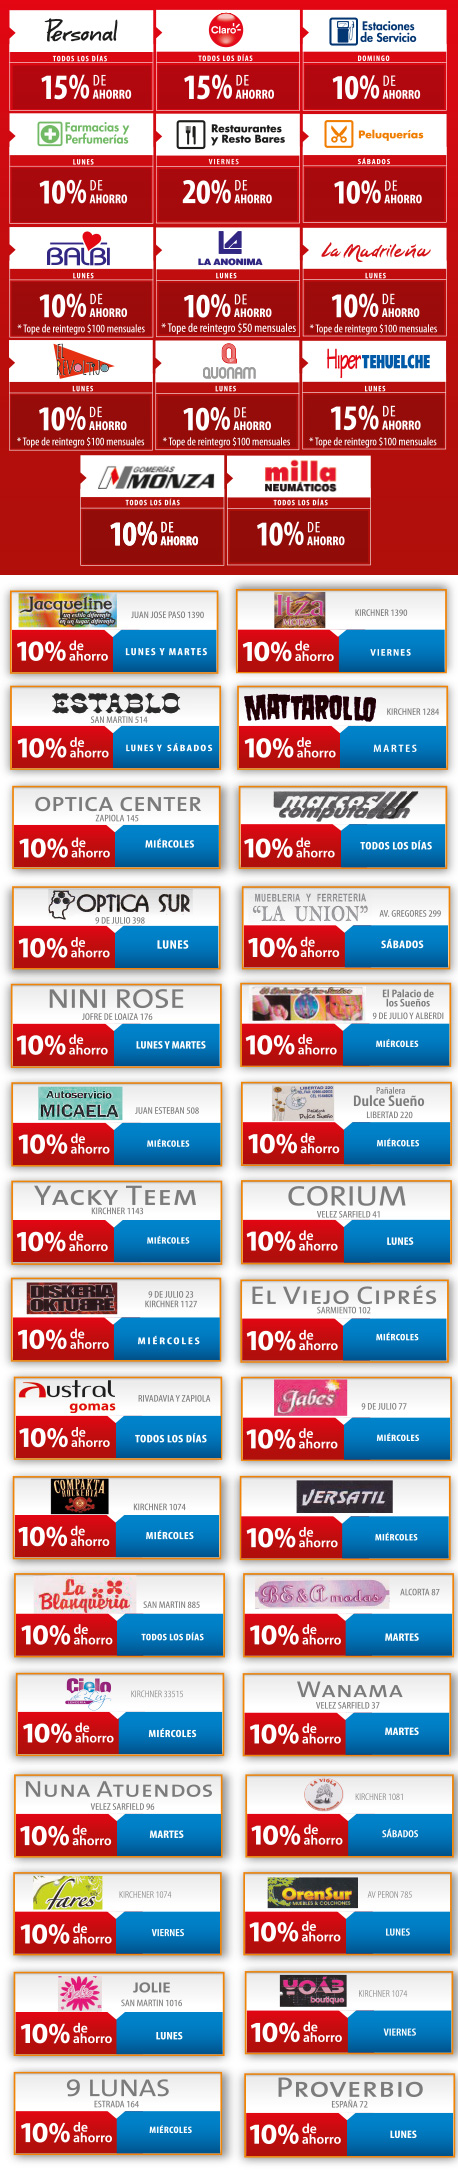 Personal
TODOS LOS DÍAS
15% DE AHORRO
Claro
TODOS LOS DÍAS
15% DE AHORRO
Estaciones
de Servicio
DOMINGO
10% DE AHORRO
Farmacias y
Perfumerías
LUNES
10% DE AHORRO
Restaurantes
y Resto Bares
VIERNES
20% DE AHORRO
Peluquerías
SÁBADOS
10% DE AHORRO
BALBI
LUNES
10% DE AHORRO
* Tope de reintegro $100 mensuales
LA ANONIMA
LUNES
10% DE AHORRO
* Tope de reintegro $50 mensuales
La Madrileña
LUNES
10% DE AHORRO
* Tope de reintegro $100 mensuales
EL REVOLTIJO
LUNES
10% DE AHORRO
* Tope de reintegro $100 mensuales
QUONAM
LUNES
10% DE AHORRO
* Tope de reintegro $100 mensuales
HiperTEHUELCHE
LUNES
15% DE AHORRO
* Tope de reintegro $100 mensuales
GOMERÍAS
MONZA
TODOS LOS DÍAS
10% DE AHORRO
milla
NEUMÁTICOS
TODOS LOS DÍAS
10% DE AHORRO
Jacqueline
un estilo diferente
en un lugar diferente
JUAN JOSE PASO 1390
10% de ahorro
LUNES Y MARTES
Itza
MODAS
KIRCHNER 1390
10% de ahorro
VIERNES
ESTABLO
SAN MARTIN 514
10% de ahorro
LUNES Y SÁBADOS
MATTAROLLO
KIRCHNER 1284
10% de ahorro
MARTES
OPTICA CENTER
ZAPIOLA 145
10% de ahorro
MIÉRCOLES
marcos
computación
10% de ahorro
TODOS LOS DÍAS
OPTICA SUR
9 DE JULIO 398
10% de ahorro
LUNES
MUEBLERIA Y FERRETERIA
"LA UNION"
AV. GREGORES 299
10% de ahorro
SÁBADOS
NINI ROSE
JOFRE DE LOAIZA 176
10% de ahorro
LUNES Y MARTES
El Palacio de los Sueños
El Palacio de
los Sueños
9 DE JULIO Y ALBERDI
10% de ahorro
MIÉRCOLES
Autoservicio
MICAELA
JUAN ESTEBAN 508
10% de ahorro
MIÉRCOLES
LIBERTAD 220
Pañalera
Dulce Sueño
Pañalera
Dulce Sueño
LIBERTAD 220
10% de ahorro
MIÉRCOLES
YACKY TEEM
KIRCHNER 1143
10% de ahorro
MIÉRCOLES
CORIUM
VELEZ SARFIELD 41
10% de ahorro
LUNES
DISKERIA
OKTUBRE
9 DE JULIO 23
KIRCHNER 1127
10% de ahorro
MIÉRCOLES
EL VIEJO CIPRÉS
SARMIENTO 102
10% de ahorro
MIÉRCOLES
Austral
gomas
RIVADAVIA Y ZAPIOLA
10% de ahorro
TODOS LOS DÍAS
Jabes
9 DE JULIO 77
10% de ahorro
MIÉRCOLES
COMPAKTA
ROCKERIA
KIRCHNER 1074
10% de ahorro
MIÉRCOLES
VERSATIL
10% de ahorro
MIÉRCOLES
La
Blanquería
SAN MARTIN 885
10% de ahorro
TODOS LOS DÍAS
BE&A modas
ALCORTA 87
10% de ahorro
MARTES
Cielo
de Luz
KIRCHNER 33515
10% de ahorro
MIÉRCOLES
WANAMA
VELEZ SARFIELD 37
10% de ahorro
MARTES
NUNA ATUENDOS
VELEZ SARFIELD 96
10% de ahorro
MARTES
LA VIOLA
KIRCHNER 1081
10% de ahorro
SÁBADOS
fares
KIRCHENER 1074
10% de ahorro
VIERNES
OrenSur
MUEBLES & COLCHONES
AV PERON 785
10% de ahorro
LUNES
JOLIE
SAN MARTIN 1016
10% de ahorro
LUNES
boutique
KIRCHNER 1074
10% de ahorro
VIERNES
9 LUNAS
ESTRADA 164
10% de ahorro
MIÉRCOLES
PROVERBIO
ESPAÑA 72
10% de ahorro
LUNES